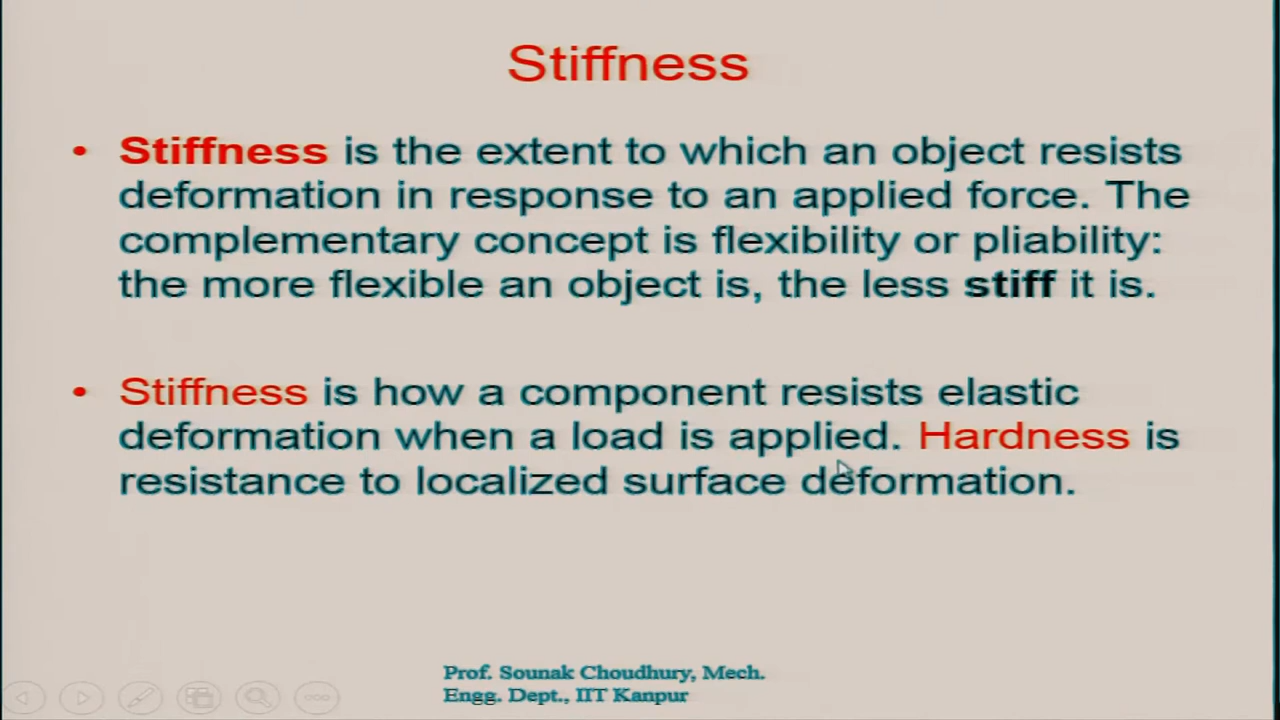 Stiffness
• Stiffness is the extent to which an object resists
deformation in response to an applied force. The
complementary concept is flexibility or pliability:
the more flexible an object is, the less stiff it is.
• Stiffness is how a component resists elastic
deformation when a load is applied. Hardness is
resistance to localized surface deformation.
Prof. Sounak Choudhury, Mech.
Engg. Dept., IIT Kanpur